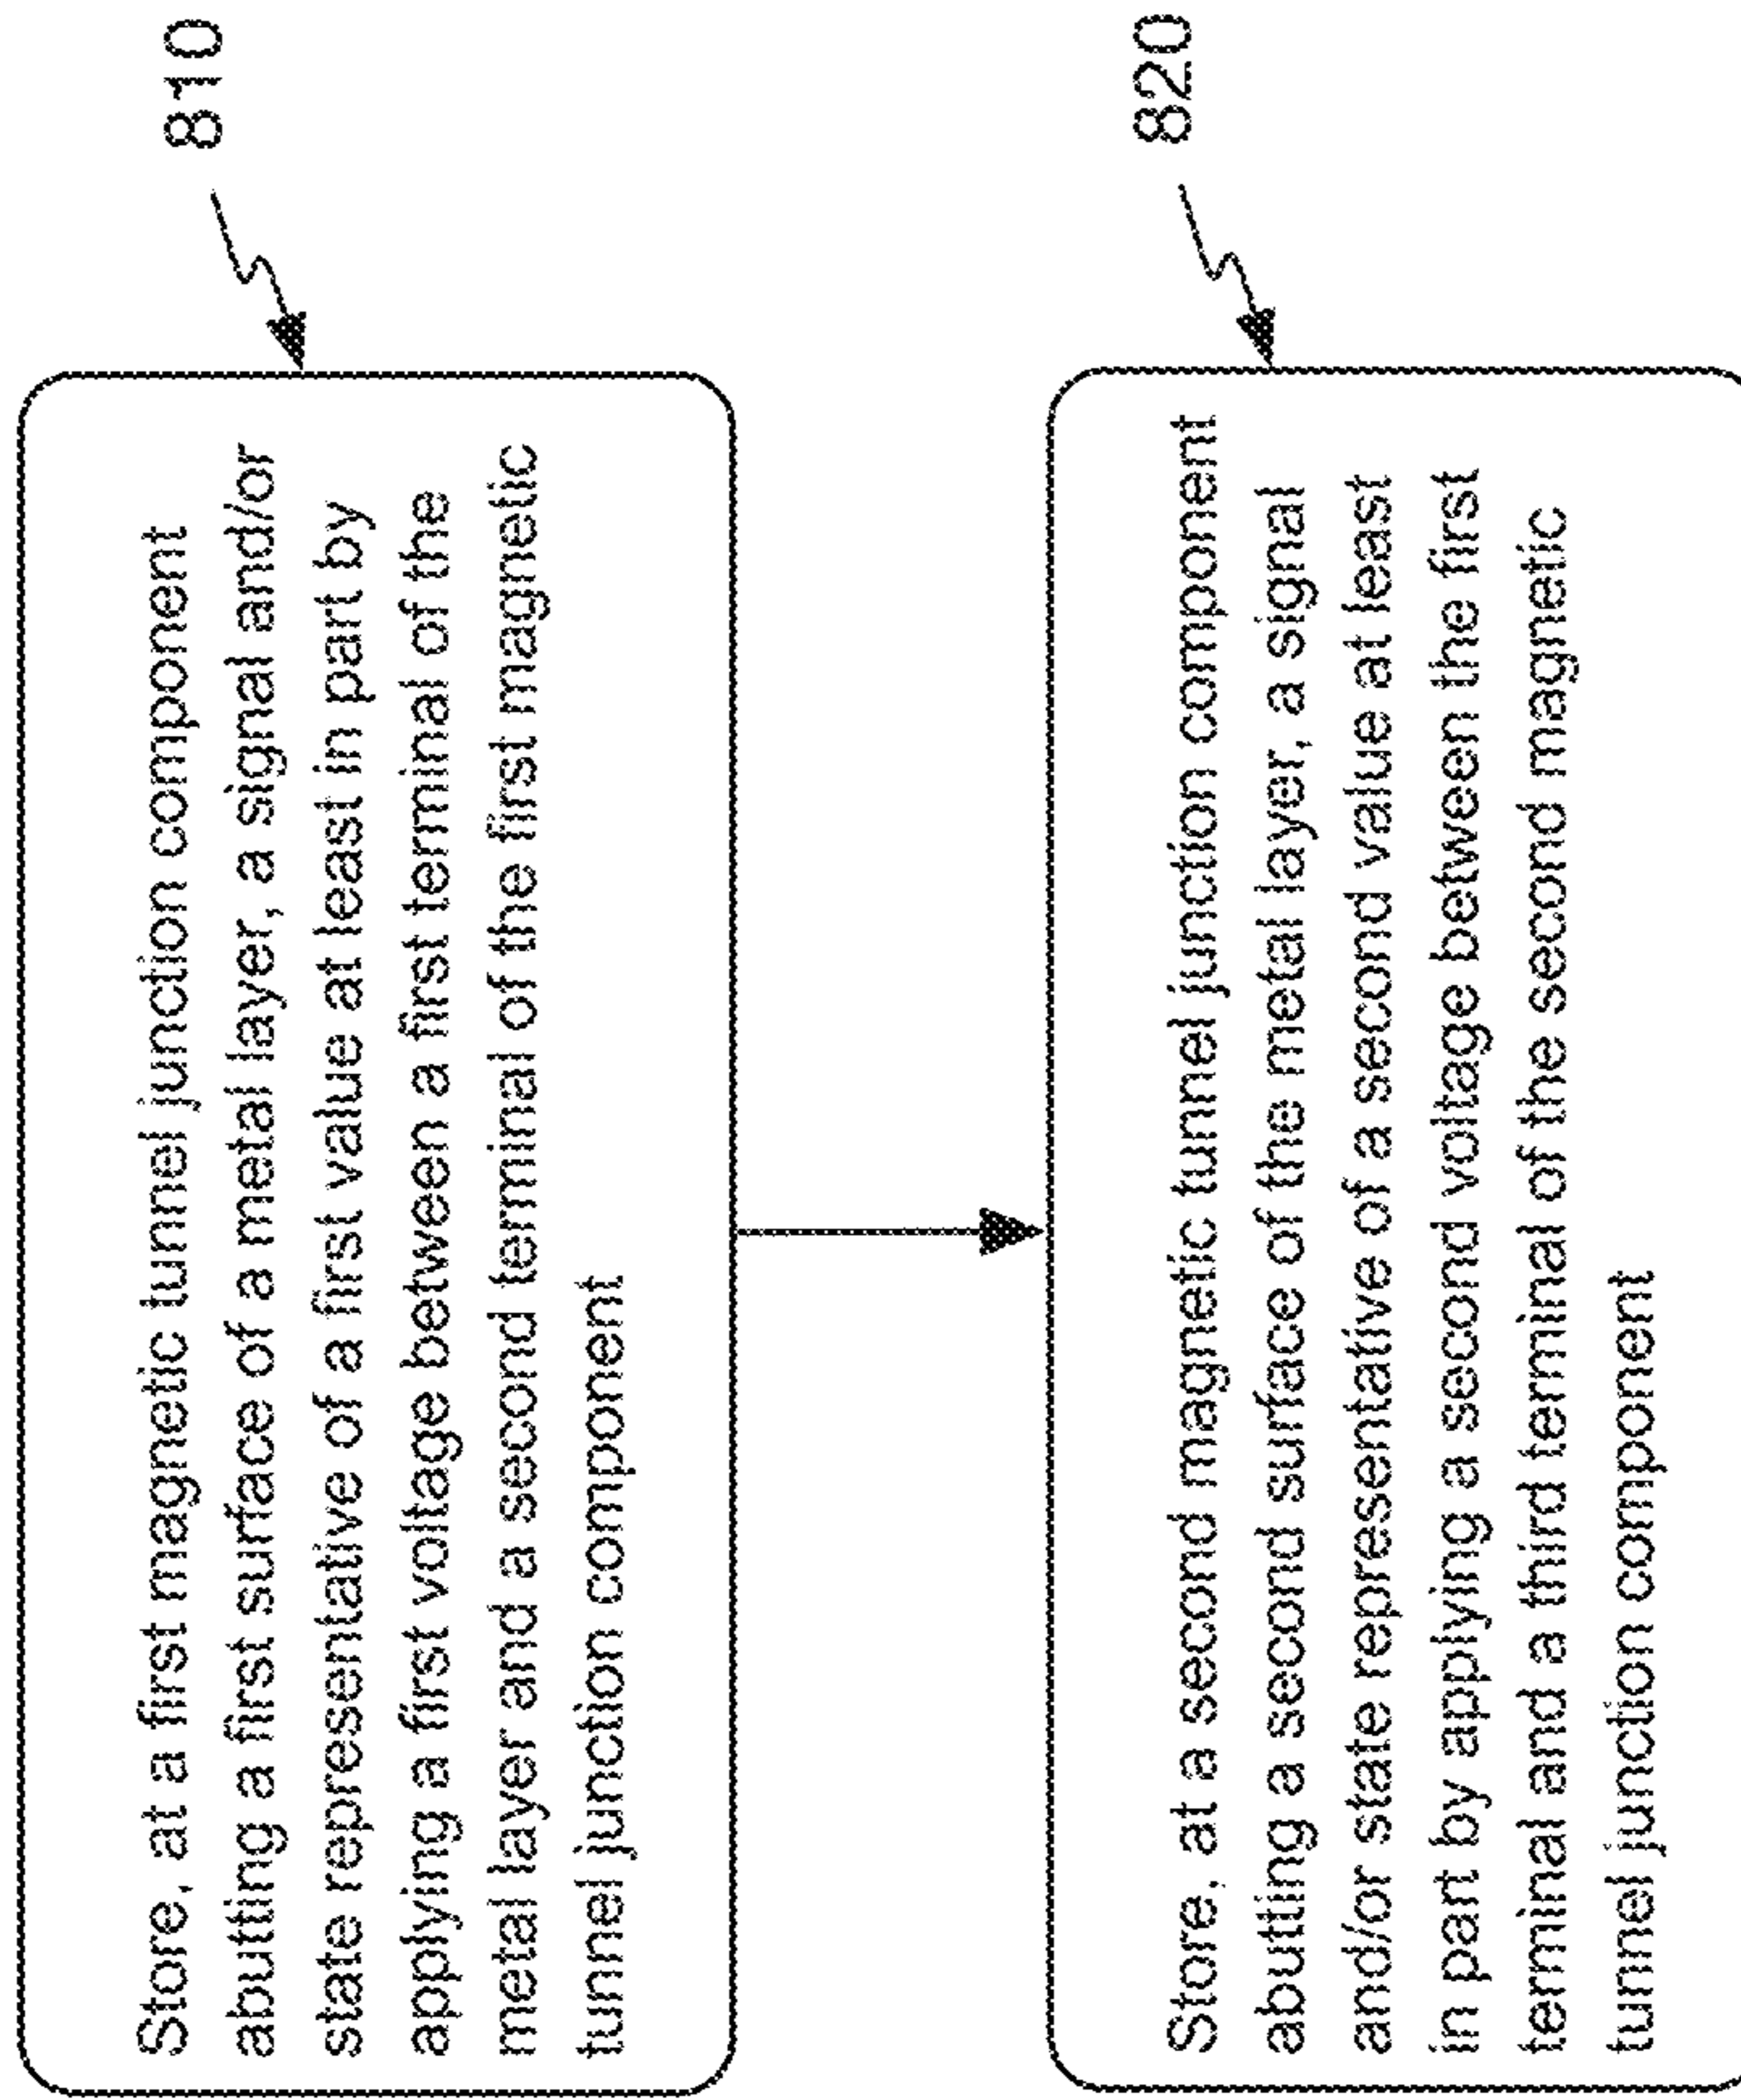 Store, at a first magnetic tunnel junction component
abutting a first surface of a metal layer, a signal and/or
state representative of a first value at least in part by
applying a first voltage between a first terminal of the
metal layer and a second terminal of the first magnetic
tunnel junction component
810
Store, at a second magnetic tunnel junction component
abutting a second surface of the metal layer, a signal
and/or state representative of a second value at least
in part by applying a second voltage between the first
terminal and a third terminal of the second magnetic
tunnel junction component
820